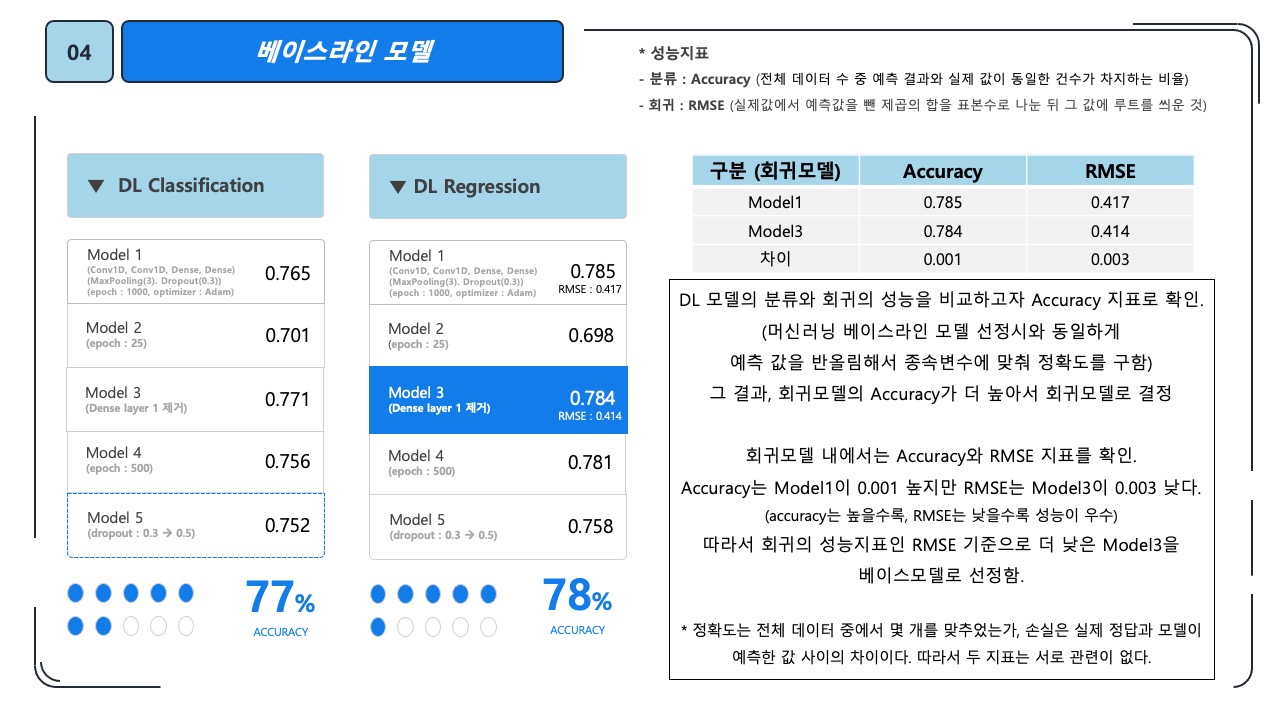 04
베이스라인 모델
* 성능지표
- 분류 : Accuracy (전체 데이터 수 중 예측 결과와 실제 값이 동일한 건수가 차지하는 비율)
- 회귀 : RMSE (실제값에서 예측값을 뺀 제곱의 합을 표본수로 나눈 뒤 그 값에 루트를 씌운 것)
▼ DL Classification
Model 1
(Conv1D, Conv1D, Dense, Dense)
(MaxPooling(3). Dropout(0.3))
(epoch : 1000, optimizer : Adam)
0.765
Model 2
(epoch : 25)
0.701
Model 3
(Dense layer 1 제거)
0.771
Model 4
(epoch : 500)
0.756
Model 5
(dropout : 0.3 → 0.5)
0.752
77%
ACCURACY
▼ DL Regression
Model 1
(Conv1D, Conv1D, Dense, Dense)
(MaxPooling(3). Dropout(0.3))
(epoch : 1000, optimizer : Adam)
0.785
RMSE : 0.417
Model 2
(epoch : 25)
0.698
Model 3
(Dense layer 1 제거)
0.784
RMSE : 0.414
Model 4
(epoch : 500)
0.781
Model 5
(dropout : 0.3 → 0.5)
0.758
78%
ACCURACY
구분 (회귀모델) Accuracy RMSE
Model1 0.785 0.417
Model3 0.784 0.414
차이 0.001 0.003
DL 모델의 분류와 회귀의 성능을 비교하고자 Accuracy 지표로 확인.
(머신러닝 베이스라인 모델 선정시와 동일하게
예측 값을 반올림해서 종속변수에 맞춰 정확도를 구함)
그 결과, 회귀모델의 Accuracy가 더 높아서 회귀모델로 결정
회귀모델 내에서는 Accuracy와 RMSE 지표를 확인.
Accuracy는 Model1이 0.001 높지만 RMSE는 Model3이 0.003 낮다.
(accuracy는 높을수록, RMSE는 낮을수록 성능이 우수)
따라서 회귀의 성능지표인 RMSE 기준으로 더 낮은 Model3을
베이스모델로 선정함.
* 정확도는 전체 데이터 중에서 몇 개를 맞추었는가, 손실은 실제 정답과 모델이
예측한 값 사이의 차이이다. 따라서 두 지표는 서로 관련이 없다.